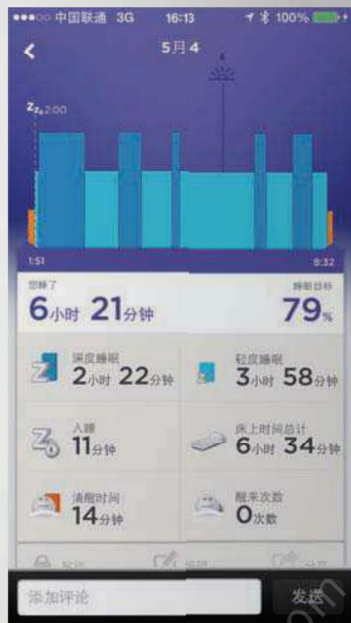 中国联通 3G 16:13 100%
5月4
Zzz 2:00
1:51 8:32
您睡了 睡眠目标
6小时 21分钟 79%
深度睡眠 轻度睡眠
2小时 22分钟 3小时 58分钟
入睡 床上时间总计
11分钟 6小时 34分钟
清醒时间 醒来次数
14分钟 0次数
添加评论 发送
com